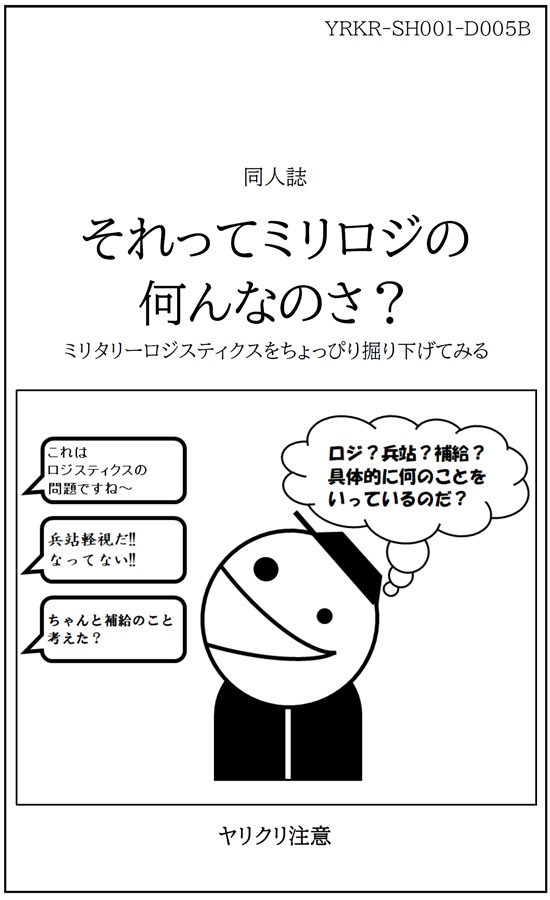 YRKR-SH001-D005B
同人誌
それってミリロジの
何んなのさ？
ミリタリーロジスティクスをちょっぴり掘り下げてみる
これは
ロジスティクスの
問題ですね～
兵站軽視だ!!
なってない!!
ちゃんと補給のこと
考えた？
ロジ？兵站？補給？
具体的に何のことを
いっているのだ？
ヤリクリ注意